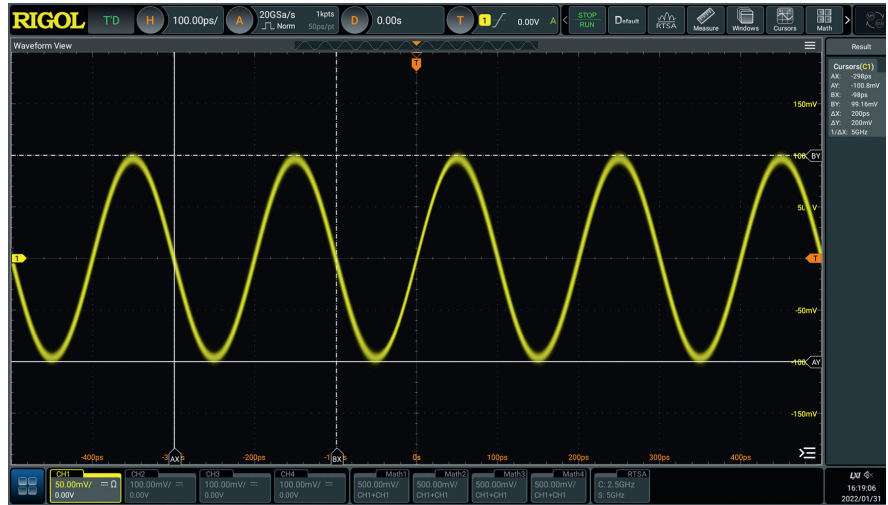 RIGOL T'D H 100.00ps/ A 20GSa/s 1kpts Norm 50ps/pt D 0.00s T 1 0.00V A STOP RUN Default RTSA Measure Windows Cursors Math
Waveform View
Result
T
Cursors(C1)
AX: -298ps
AY: -100.8mV
BX: -98ps
BY: 99.16mV
ΔX: 200ps
ΔY: 200mV
1/ΔX: 5GHz
150mV
BY
1
T
-50mV
AY
-150mV
-400ps AX BX 0s 100ps 200ps 300ps 400ps
CH1 50.00mV/ Ω 0.00V
CH2 100.00mV/ 0.00V
CH3 100.00mV/ 0.00V
CH4 100.00mV/ 0.00V
Math1 500.00mV/ CH1+CH1
Math2 500.00mV/ CH1+CH1
Math3 500.00mV/ CH1+CH1
Math4 500.00mV/ CH1+CH1
RTSA C: 2.5GHz S: 5GHz
LXI
16:19:06
2022/01/31